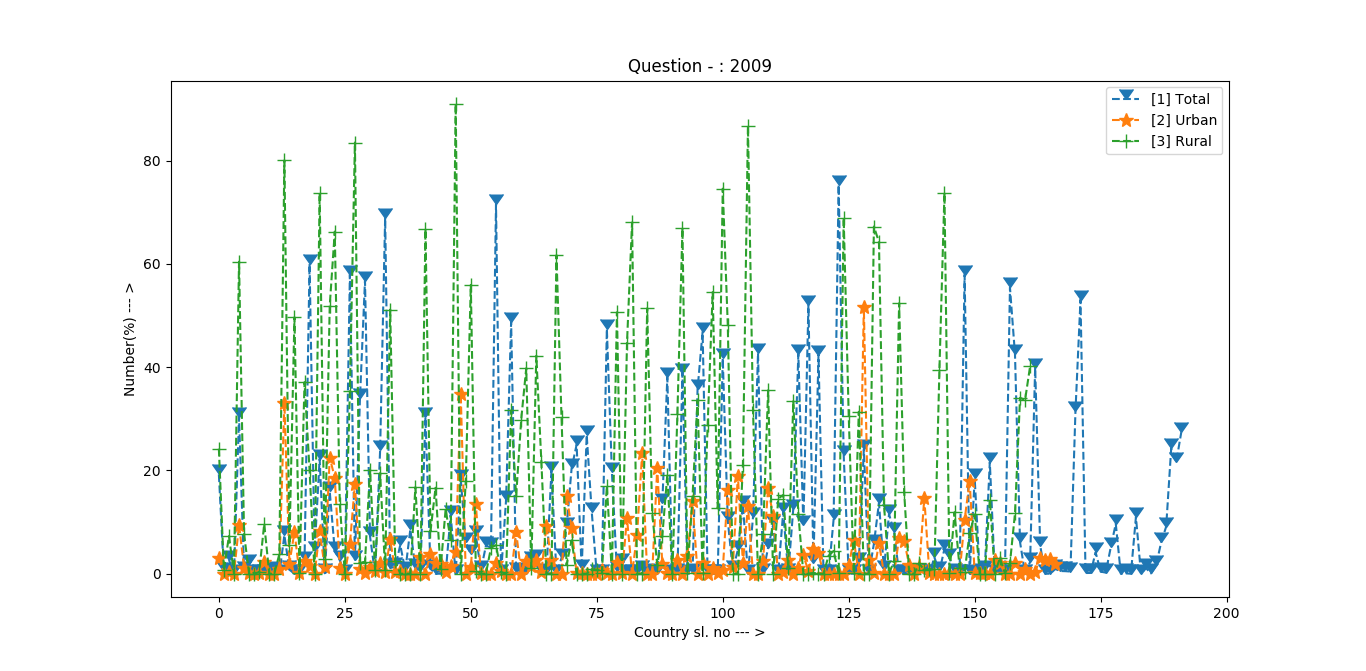 Question - : 2009
[1] Total
[2] Urban
[3] Rural
Number(%) --- >
80
60
40
20
0
0 25 50 75 100 125 150 175 200
Country sl. no --- >